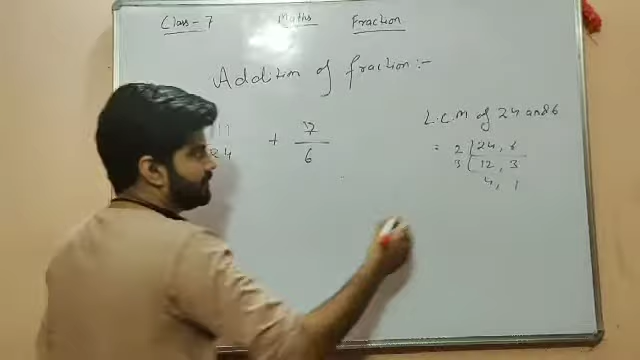 Class - 7 Maths Fraction
Addition of fraction :-
11 + 7
24 6
L.C.M of 24 and 6
= 2 | 24, 6
3 | 12, 3
4, 1